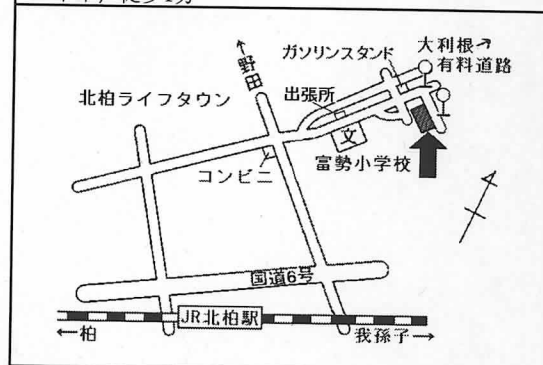 野田
ガソリンスタンド
大利根
有料道路
北柏ライフタウン
出張所
文
コンビニ
富勢小学校
国道6号
JR北柏駅
←柏
我孫子→